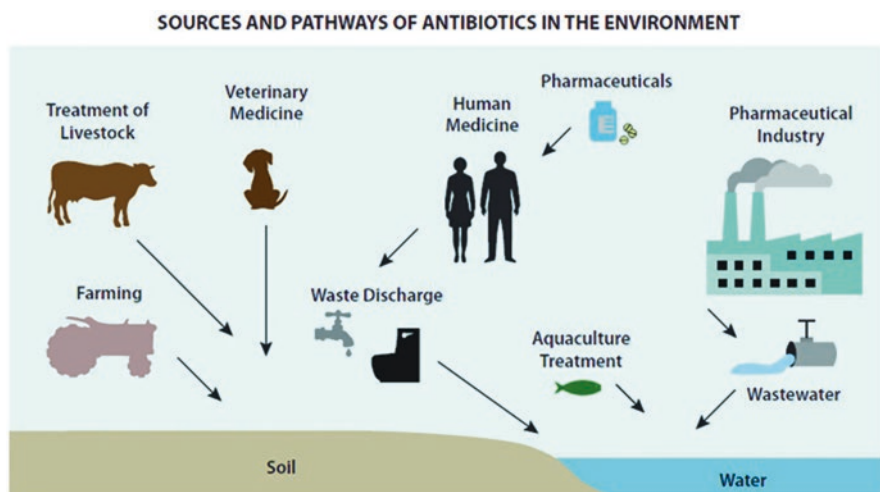 SOURCES AND PATHWAYS OF ANTIBIOTICS IN THE ENVIRONMENT
Treatment of
Livestock
Veterinary
Medicine
Human
Medicine
Pharmaceuticals
Pharmaceutical
Industry
Farming
Waste Discharge
Aquaculture
Treatment
Wastewater
Soil
Water